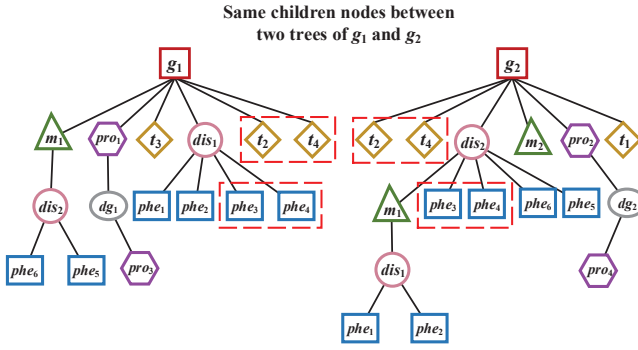 Same children nodes between
two trees of g1 and g2
g1 g2
m1 pro1 t3 dis1 t2 t4 t2 t4 dis2 m2 pro2 t1
dis2 dg1 phe1 phe2 phe3 phe4 m1 phe3 phe4 phe6 phe5 dg2
phe6 phe5 pro3 dis1 pro4
phe1 phe2